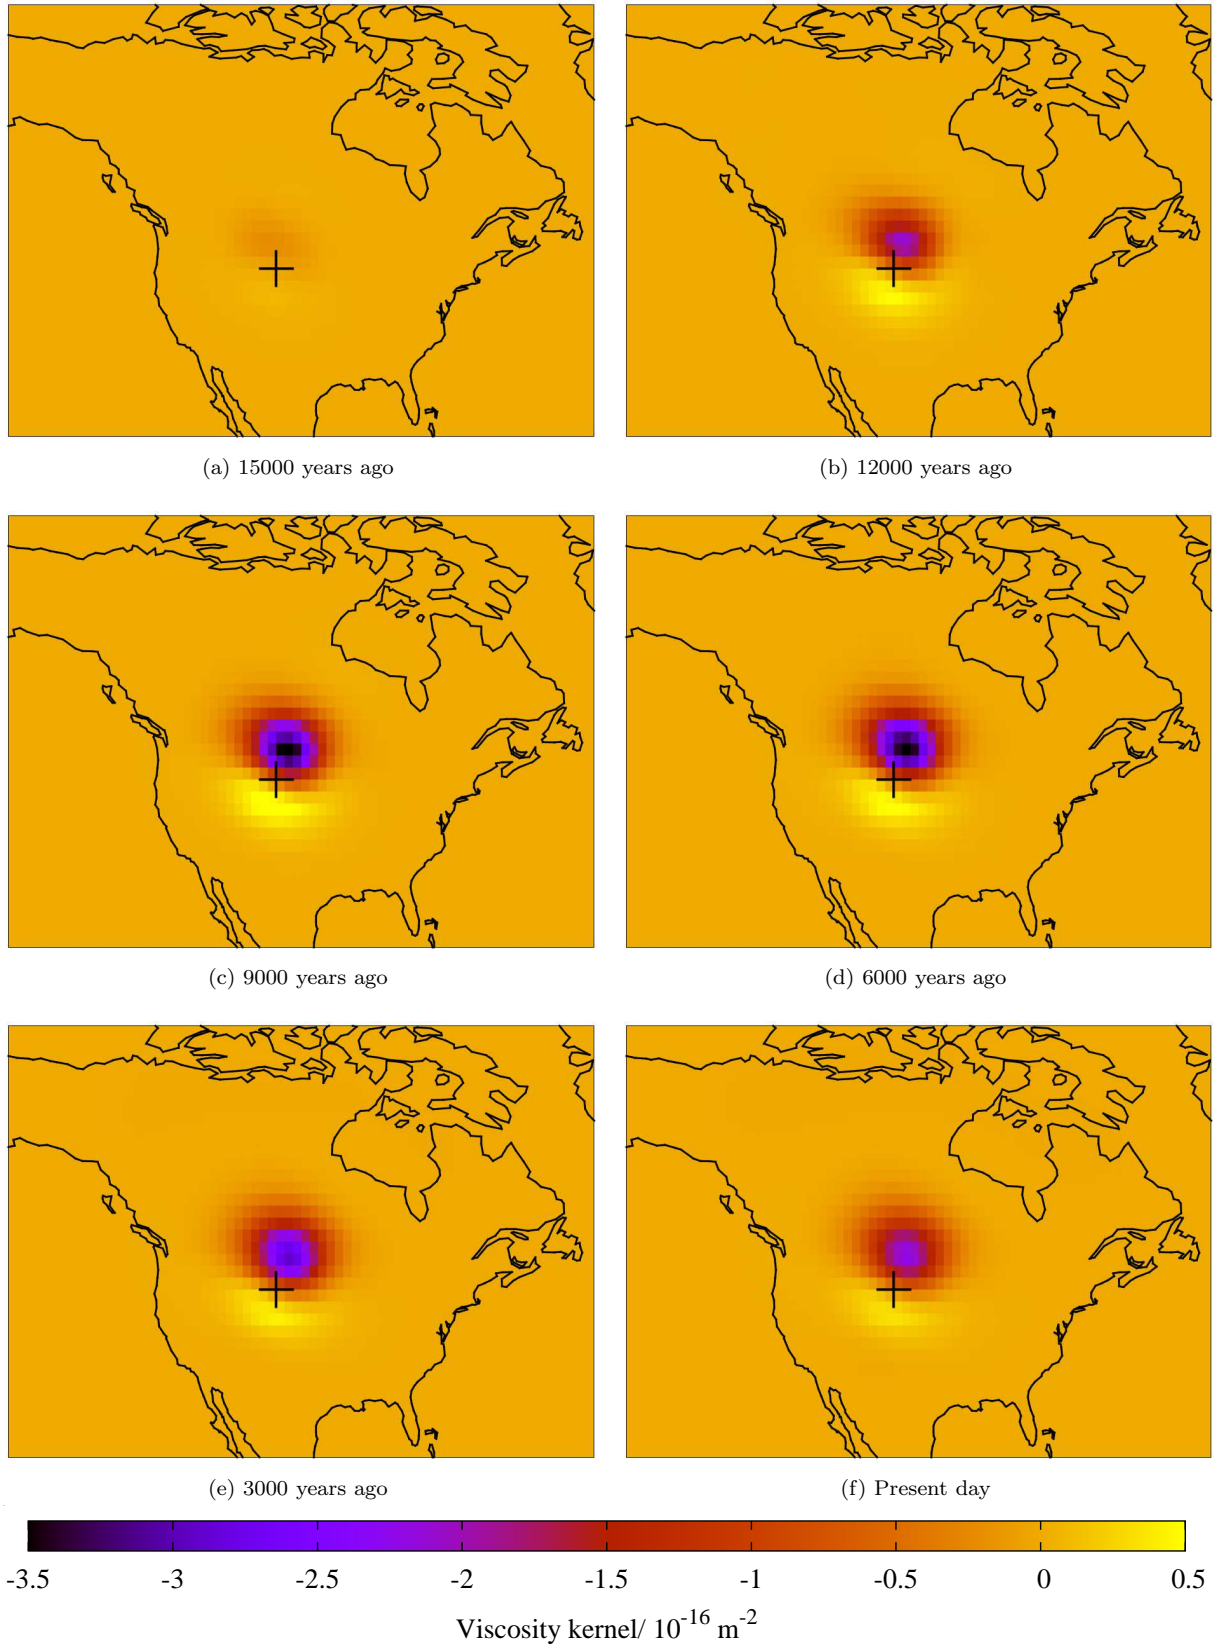 (a) 15000 years ago
(b) 12000 years ago
(c) 9000 years ago
(d) 6000 years ago
(e) 3000 years ago
(f) Present day
-3.5 -3 -2.5 -2 -1.5 -1 -0.5 0 0.5
Viscosity kernel/ 10^-16 m^-2